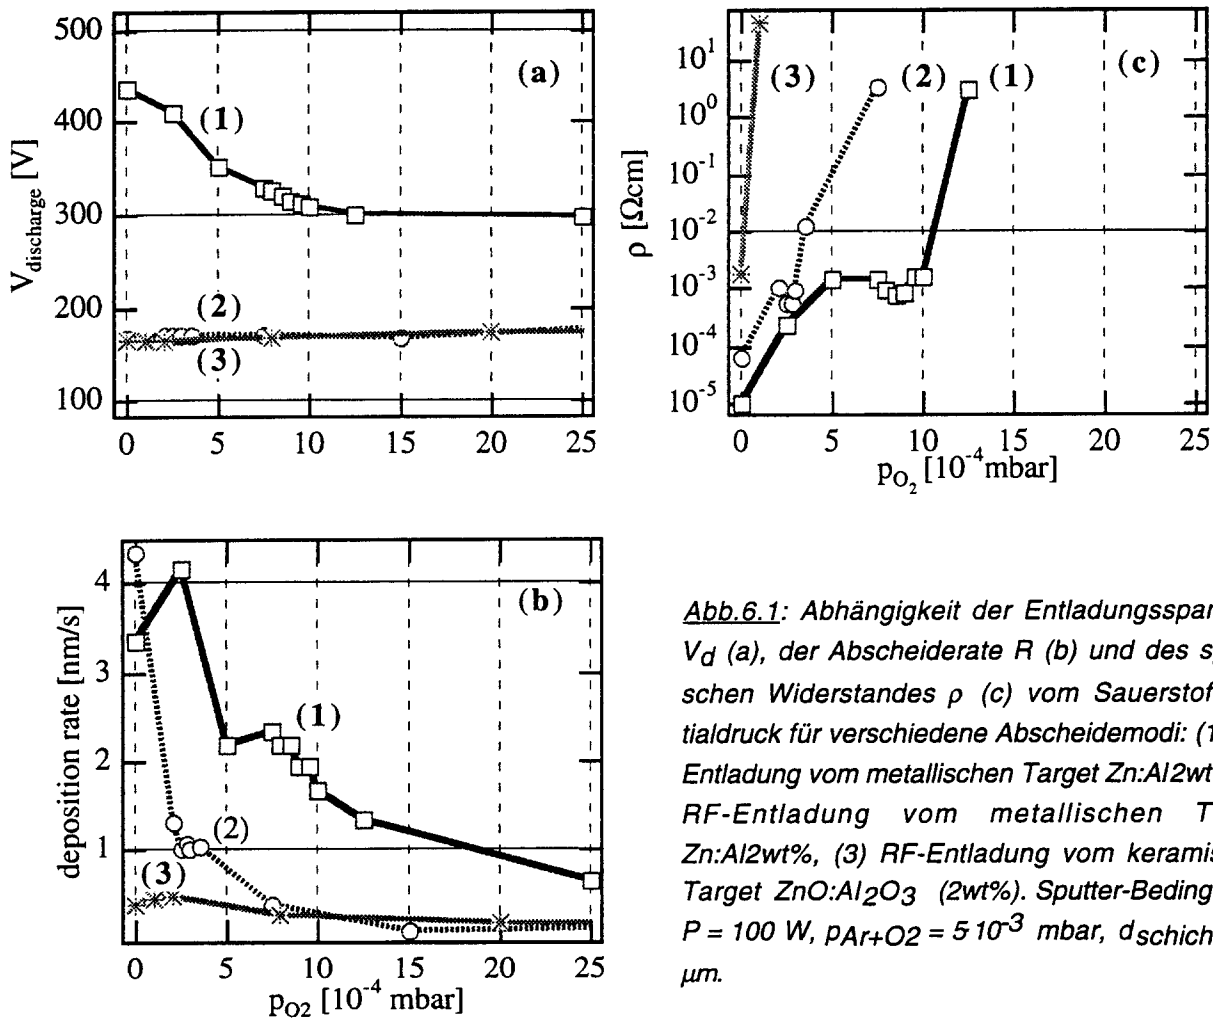 500
400
300
200
100
V_discharge [V]
(a)
(1)
(2)
(3)
0 5 10 15 20 25
10^1
10^0
10^-1
10^-2
10^-3
10^-4
10^-5
ρ [Ωcm]
(3)
(2)
(1)
(c)
0 5 10 15 20 25
p_O2 [10^-4 mbar]
4
3
2
1
deposition rate [nm/s]
(b)
(1)
(2)
(3)
0 5 10 15 20 25
p_O2 [10^-4 mbar]
Abb.6.1: Abhängigkeit der Entladungsspan
V_d (a), der Abscheiderate R (b) und des s
schen Widerstandes ρ (c) vom Sauerstof
tialdruck für verschiedene Abscheidemodi: (1
Entladung vom metallischen Target Zn:Al2wt
RF-Entladung vom metallischen T
Zn:Al2wt%, (3) RF-Entladung vom keramis
Target ZnO:Al2O3 (2wt%). Sputter-Beding
P = 100 W, p_Ar+O2 = 5·10^-3 mbar, d_schich
μm.